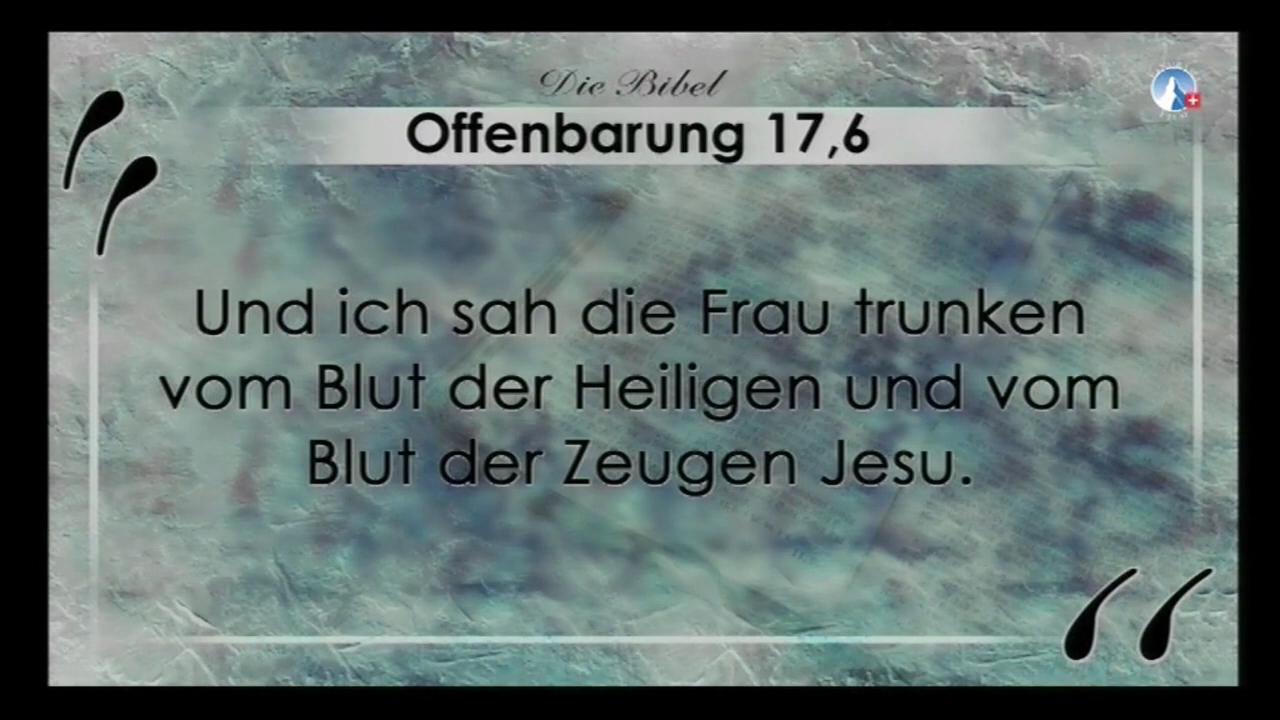 Die Bibel
Offenbarung 17,6
„
Und ich sah die Frau trunken
vom Blut der Heiligen und vom
Blut der Zeugen Jesu.
“